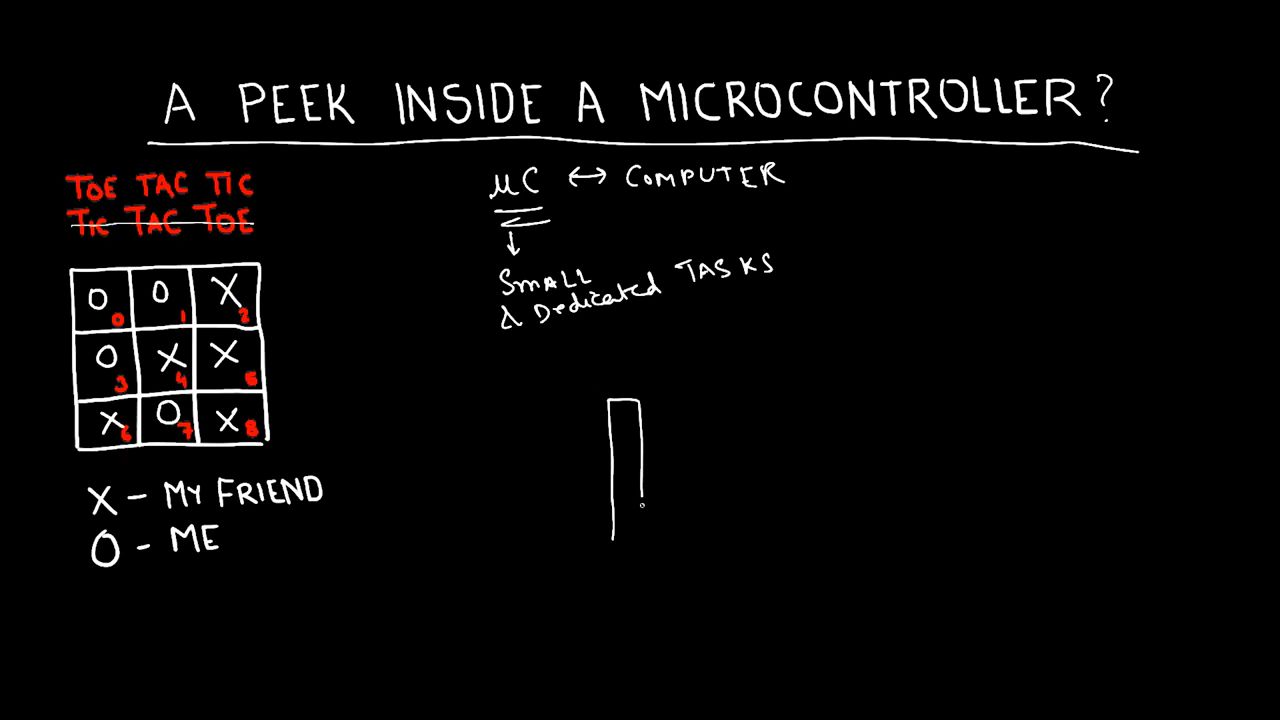 A PEEK INSIDE A MICROCONTROLLER?
TOE TAC TIC
TIC TAC TOE
O O X
0 1 2
O X X
3 4 5
X O X
6 7 8
X - MY FRIEND
O - ME
μC ↔ COMPUTER
↓
SMALL
& Dedicated TASKS